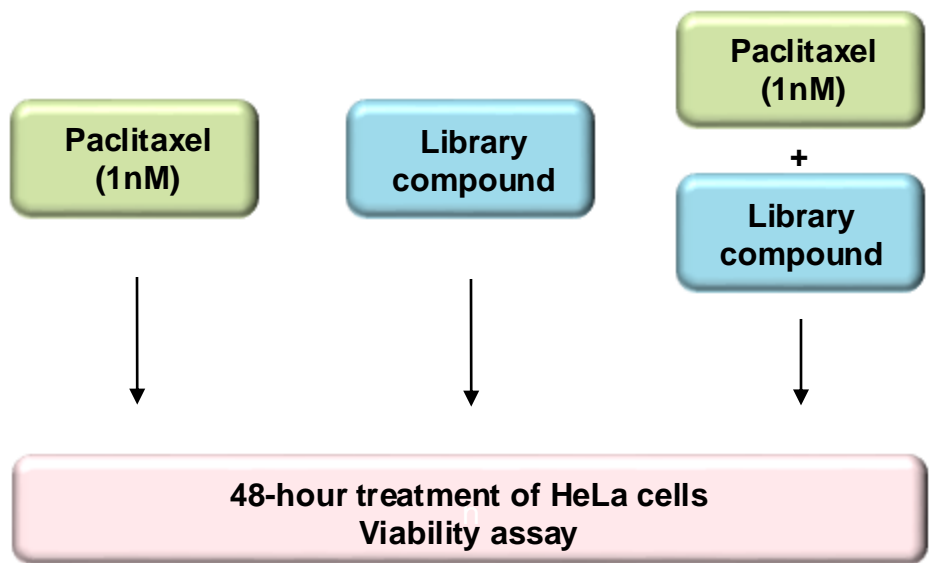 Paclitaxel
(1nM)
Library
compound
Paclitaxel
(1nM)
+
Library
compound
48-hour treatment of HeLa cells
n
Viability assay